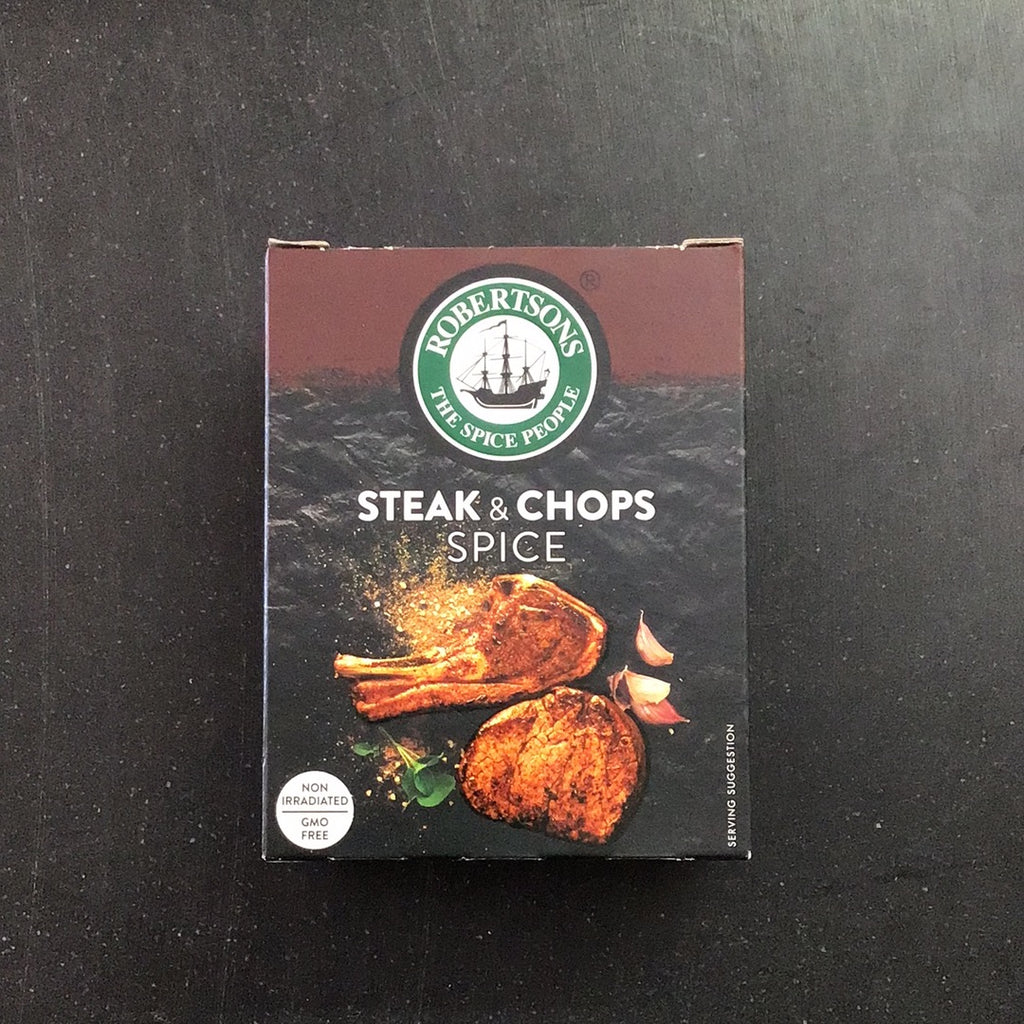 ROBERTSONS
®
THE SPICE PEOPLE
STEAK & CHOPS
SPICE
NON
IRRADIATED
GMO
FREE
SERVING SUGGESTION